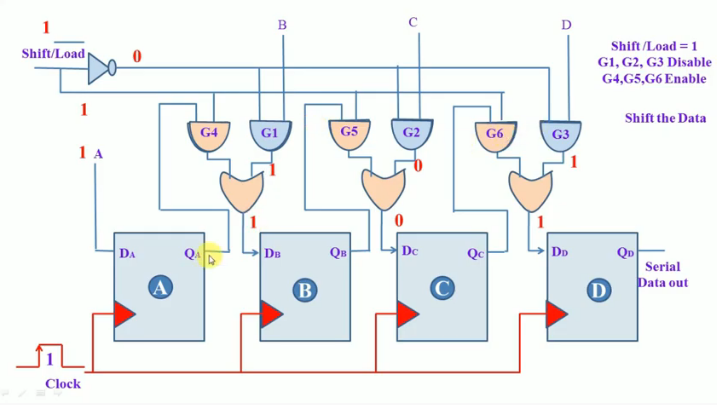 1
B
C
D
Shift/Load
0
Shift /Load = 1
G1, G2, G3 Disable
G4,G5,G6 Enable
1
Shift the Data
G4
G1
G5
G2
G6
G3
1 A
1
0
1
1
0
1
DA
QA
DB
QB
DC
QC
DD
QD
Serial
Data out
A
B
C
D
1
Clock